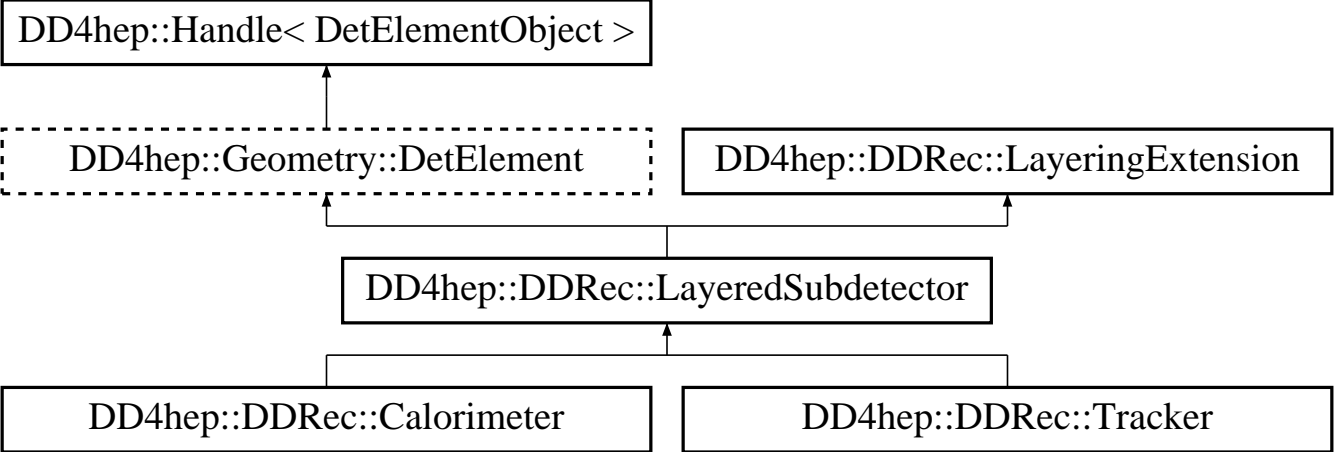 DD4hep::Handle< DetElementObject >
DD4hep::Geometry::DetElement
DD4hep::DDRec::LayeringExtension
DD4hep::DDRec::LayeredSubdetector
DD4hep::DDRec::Calorimeter
DD4hep::DDRec::Tracker